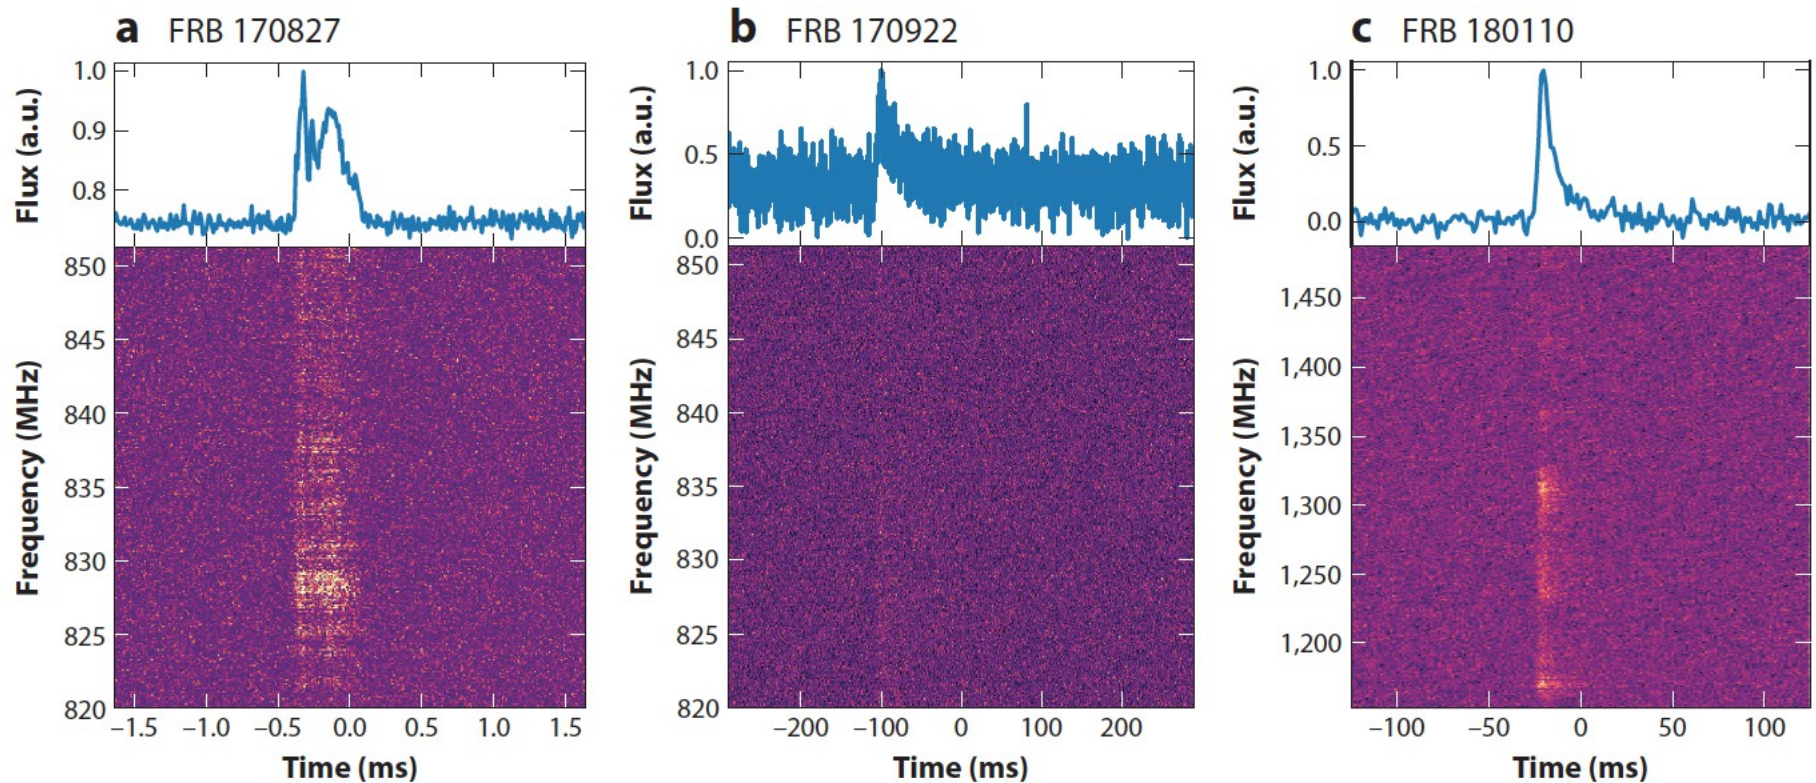 a FRB 170827
Flux (a.u.)
1.0
0.9
0.8
Frequency (MHz)
850
845
840
835
830
825
820
–1.5 –1.0 –0.5 0.0 0.5 1.0 1.5
Time (ms)
b FRB 170922
Flux (a.u.)
1.0
0.5
0.0
Frequency (MHz)
850
845
840
835
830
825
820
–200 –100 0 100 200
Time (ms)
c FRB 180110
Flux (a.u.)
1.0
0.5
0.0
Frequency (MHz)
1,450
1,400
1,350
1,300
1,250
1,200
–100 –50 0 50 100
Time (ms)